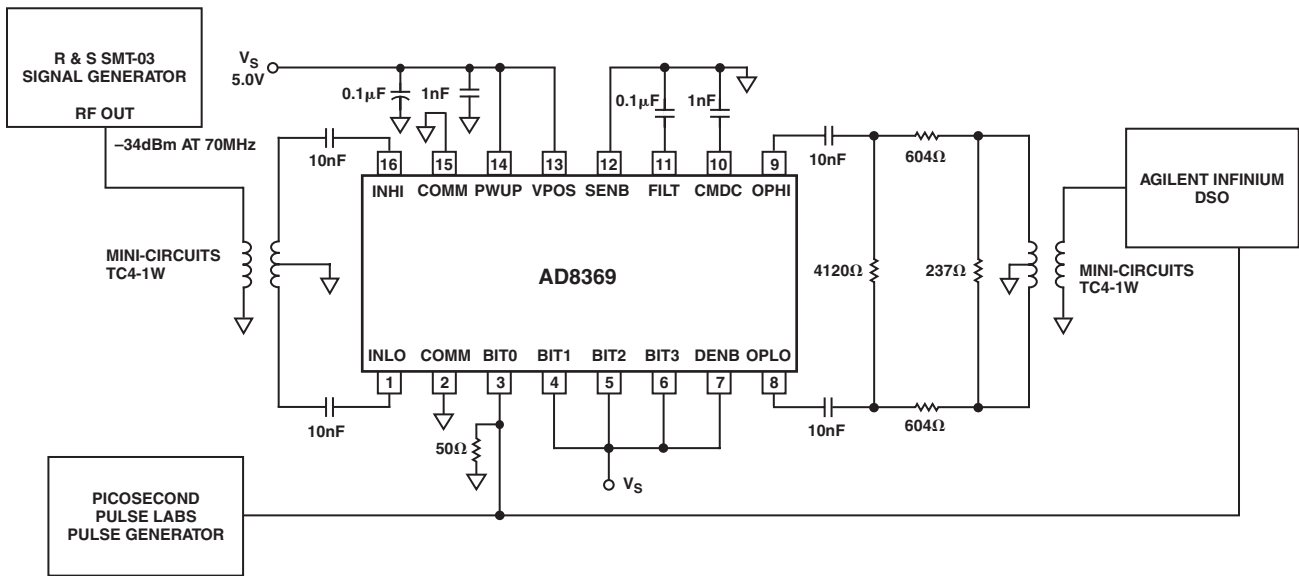 R & S SMT-03
SIGNAL GENERATOR
RF OUT
–34dBm AT 70MHz
VS
5.0V
0.1µF
1nF
0.1µF
1nF
10nF
10nF
604Ω
16
15
14
13
12
11
10
9
INHI
COMM
PWUP
VPOS
SENB
FILT
CMDC
OPHI
AGILENT INFINIUM
DSO
MINI-CIRCUITS
TC4-1W
AD8369
4120Ω
237Ω
MINI-CIRCUITS
TC4-1W
INLO
COMM
BIT0
BIT1
BIT2
BIT3
DENB
OPLO
1
2
3
4
5
6
7
8
10nF
50Ω
10nF
604Ω
VS
PICOSECOND
PULSE LABS
PULSE GENERATOR